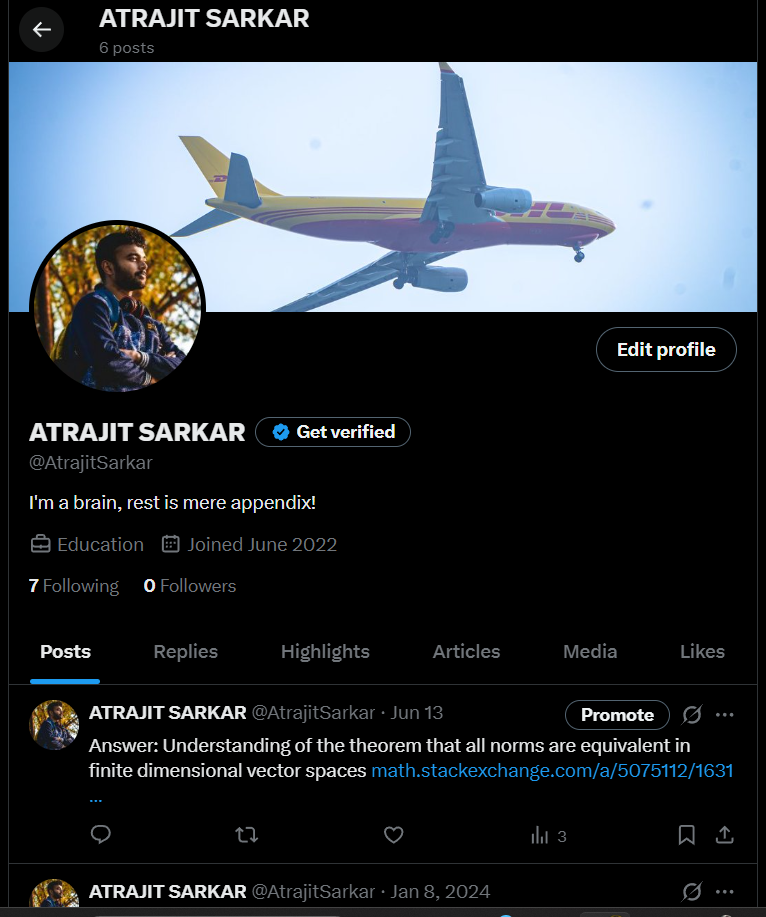 ATRAJIT SARKAR
6 posts
Edit profile
ATRAJIT SARKAR Get verified
@AtrajitSarkar
I'm a brain, rest is mere appendix!
Education Joined June 2022
7 Following 0 Followers
Posts Replies Highlights Articles Media Likes
ATRAJIT SARKAR @AtrajitSarkar · Jun 13 Promote
Answer: Understanding of the theorem that all norms are equivalent in
finite dimensional vector spaces math.stackexchange.com/a/5075112/1631
...
3
ATRAJIT SARKAR @AtrajitSarkar · Jan 8, 2024